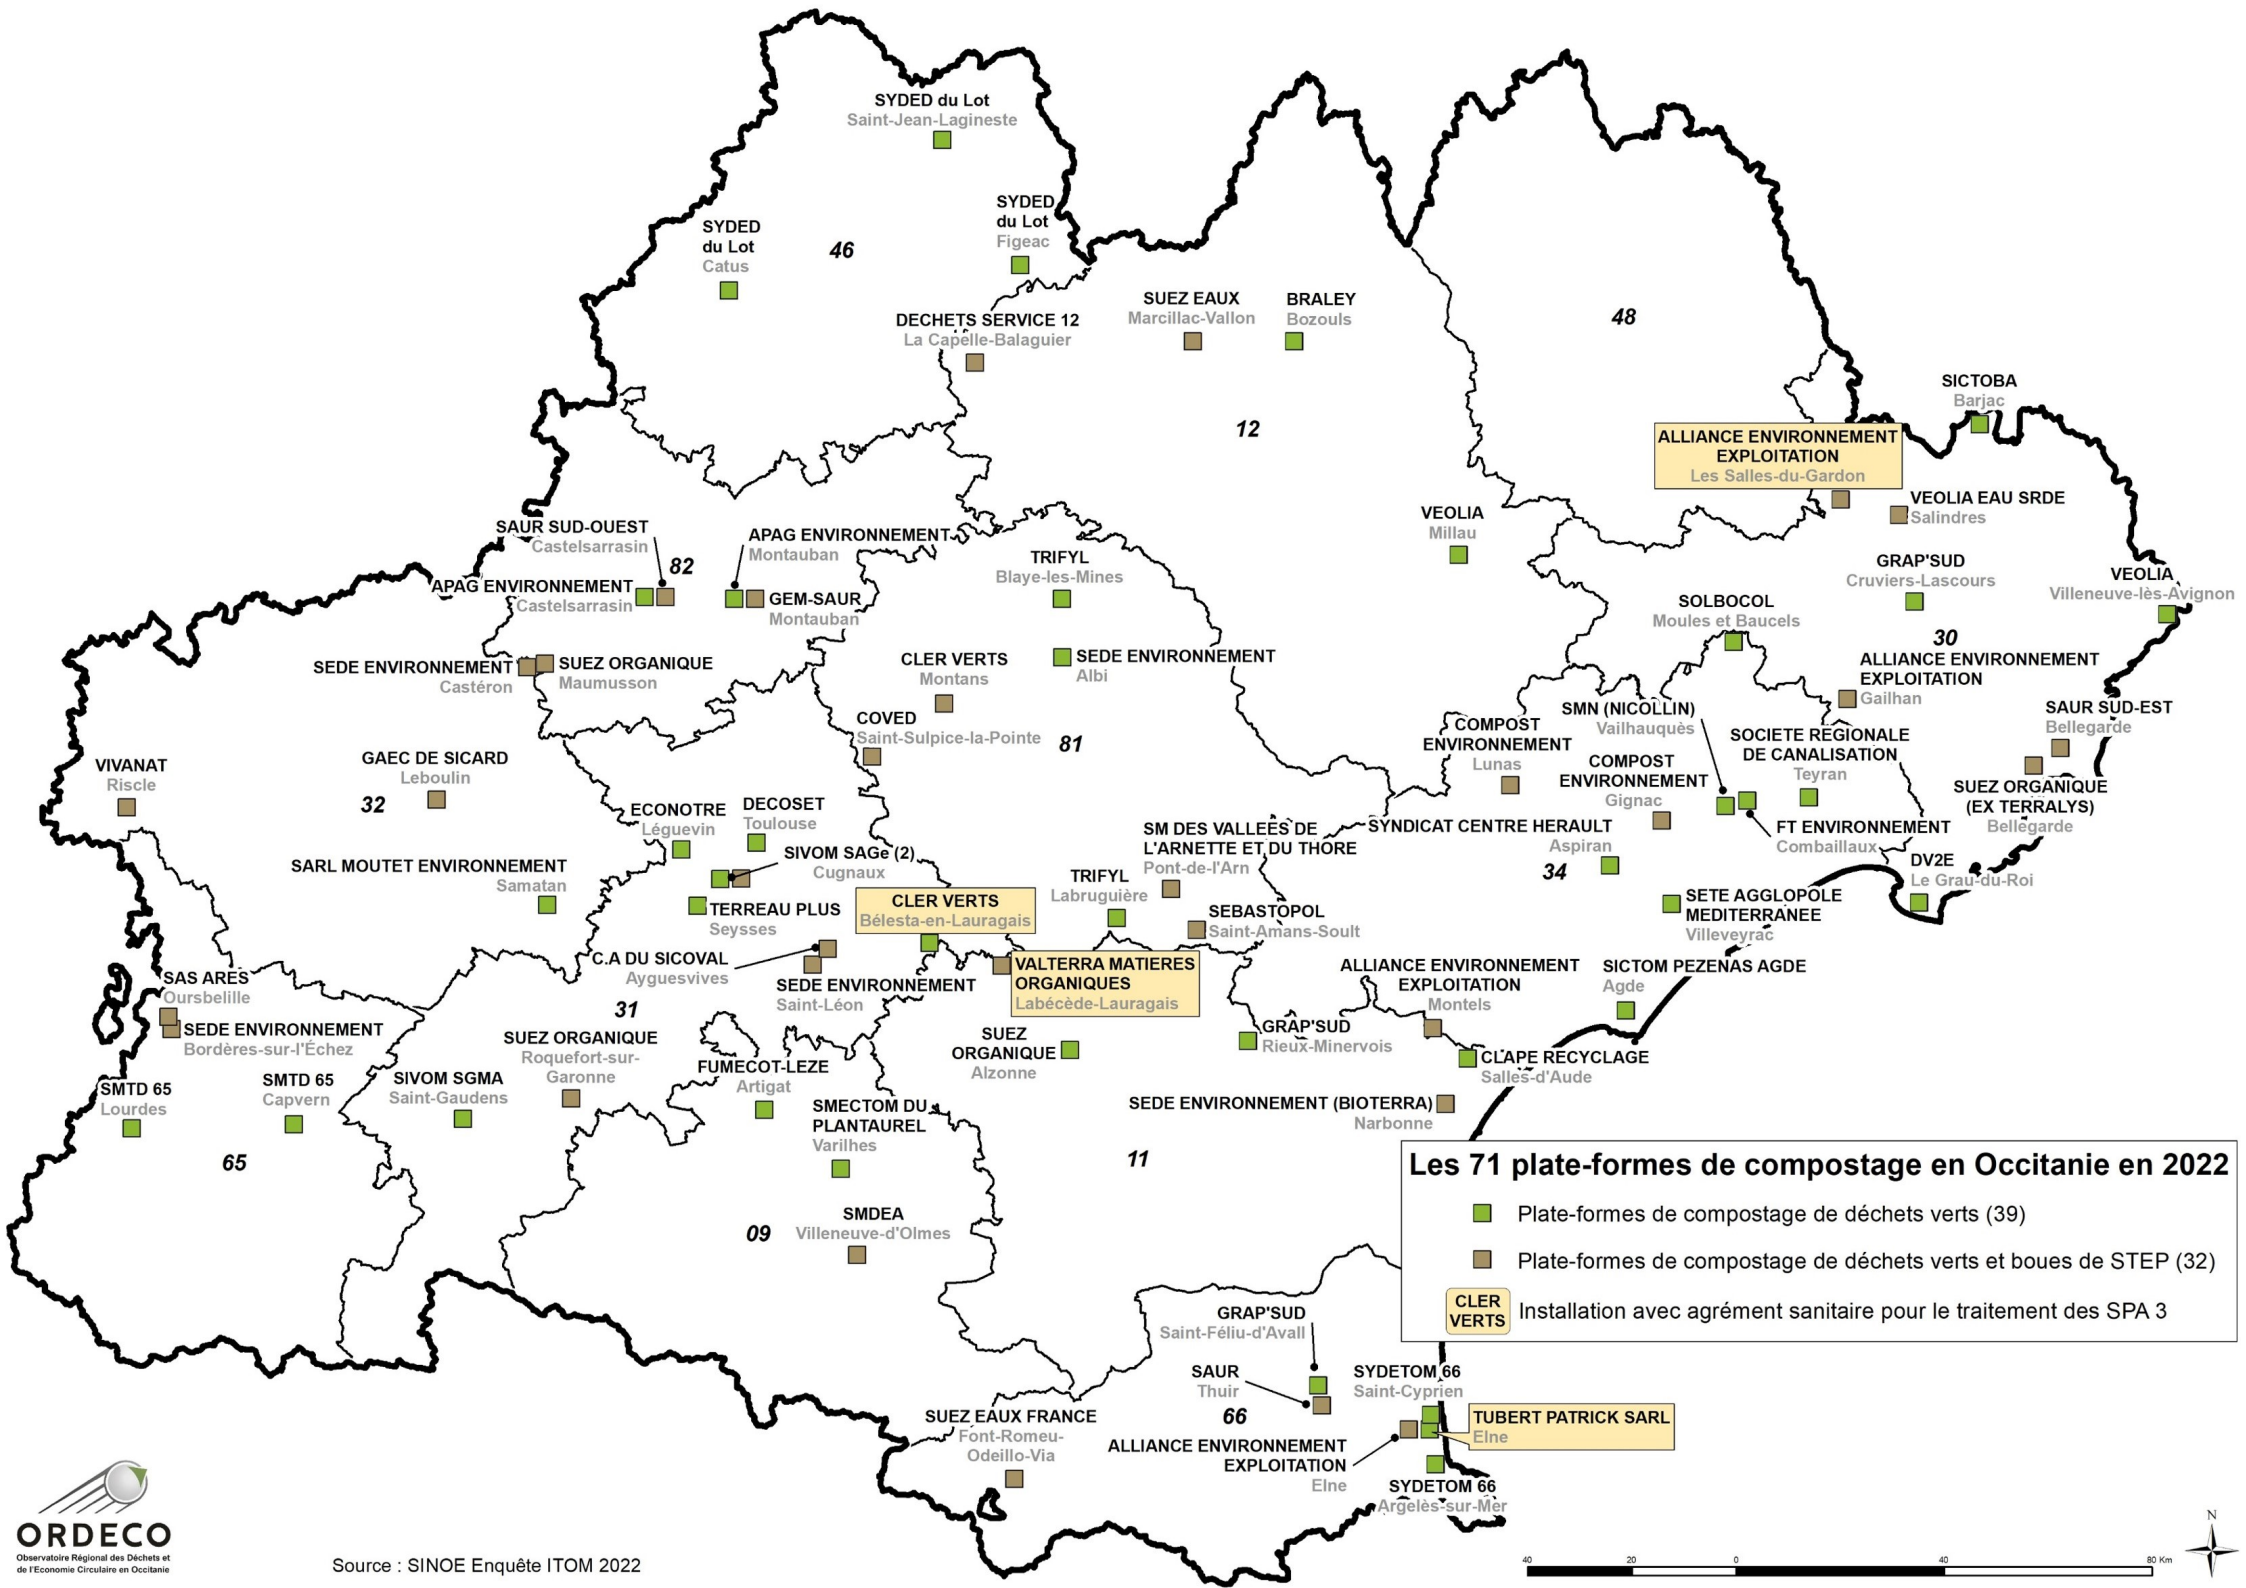 SYDED du Lot
Saint-Jean-Lagineste
SYDED
du Lot
Figeac
SYDED
du Lot
Catus
46
SUEZ EAUX
Marcillac-Vallon
BRALEY
Bozouls
DECHETS SERVICE 12
La Capelle-Balaguier
48
12
SICTOBA
Barjac
ALLIANCE ENVIRONNEMENT
EXPLOITATION
Les Salles-du-Gardon
VEOLIA EAU SRDE
Salindres
VEOLIA
Millau
SAUR SUD-OUEST
Castelsarrasin
82
APAG ENVIRONNEMENT
Montauban
TRIFYL
Blaye-les-Mines
APAG ENVIRONNEMENT
Castelsarrasin
GEM-SAUR
Montauban
GRAP'SUD
Cruviers-Lascours
VEOLIA
Villeneuve-lès-Avignon
SOLBOCOL
Moules et Baucels
30
SEDE ENVIRONNEMENT
Castéron
SUEZ ORGANIQUE
Maumusson
CLER VERTS
Montans
SEDE ENVIRONNEMENT
Albi
ALLIANCE ENVIRONNEMENT
EXPLOITATION
Gailhan
COVED
Saint-Sulpice-la-Pointe
81
COMPOST
ENVIRONNEMENT
Lunas
SMN (NICOLLIN)
Vailhauquès
SOCIETE REGIONALE
DE CANALISATION
Teyran
SAUR SUD-EST
Bellegarde
VIVANAT
Riscle
GAEC DE SICARD
Leboulin
32
COMPOST
ENVIRONNEMENT
Gignac
SUEZ ORGANIQUE
(EX TERRALYS)
Bellegarde
ECONOTRE
Léguevin
DECOSET
Toulouse
SIVOM SAGe (2)
Cugnaux
SM DES VALLEES DE
L'ARNETTE ET DU THORE
Pont-de-l'Arn
SYNDICAT CENTRE HERAULT
Aspiran
FT ENVIRONNEMENT
Combaillaux
34
DV2E
Le Grau-du-Roi
SARL MOUTET ENVIRONNEMENT
Samatan
TERREAU PLUS
Seysses
CLER VERTS
Bélesta-en-Lauragais
TRIFYL
Labruguière
SEBASTOPOL
Saint-Amans-Soult
SETE AGGLOPOLE
MEDITERRANEE
Villeveyrac
C.A DU SICOVAL
Ayguesvives
SEDE ENVIRONNEMENT
Saint-Léon
VALTERRA MATIERES
ORGANIQUES
Labécède-Lauragais
ALLIANCE ENVIRONNEMENT
EXPLOITATION
Montels
SICTOM PEZENAS AGDE
Agde
SAS ARES
Oursbelille
SEDE ENVIRONNEMENT
Bordères-sur-l'Échez
31
SUEZ ORGANIQUE
Roquefort-sur-
Garonne
SUEZ
ORGANIQUE
Alzonne
GRAP'SUD
Rieux-Minervois
CLAPE RECYCLAGE
Salles-d'Aude
SMTD 65
Lourdes
SMTD 65
Capvern
SIVOM SGMA
Saint-Gaudens
FUMECOT-LEZE
Artigat
SMECTOM DU
PLANTAUREL
Varilhes
SEDE ENVIRONNEMENT (BIOTERRA)
Narbonne
65
11
09
SMDEA
Villeneuve-d'Olmes
Les 71 plate-formes de compostage en Occitanie en 2022
Plate-formes de compostage de déchets verts (39)
Plate-formes de compostage de déchets verts et boues de STEP (32)
CLER
VERTS
Installation avec agrément sanitaire pour le traitement des SPA 3
GRAP'SUD
Saint-Féliu-d'Avall
SAUR
Thuir
66
SYDETOM 66
Saint-Cyprien
TUBERT PATRICK SARL
Elne
SUEZ EAUX FRANCE
Font-Romeu-
Odeillo-Via
ALLIANCE ENVIRONNEMENT
EXPLOITATION
Elne
SYDETOM 66
Argelès-sur-Mer
ORDECO
Observatoire Régional des Déchets et
de l'Economie Circulaire en Occitanie
Source : SINOE Enquête ITOM 2022
N
40 20 0 40 80 Km